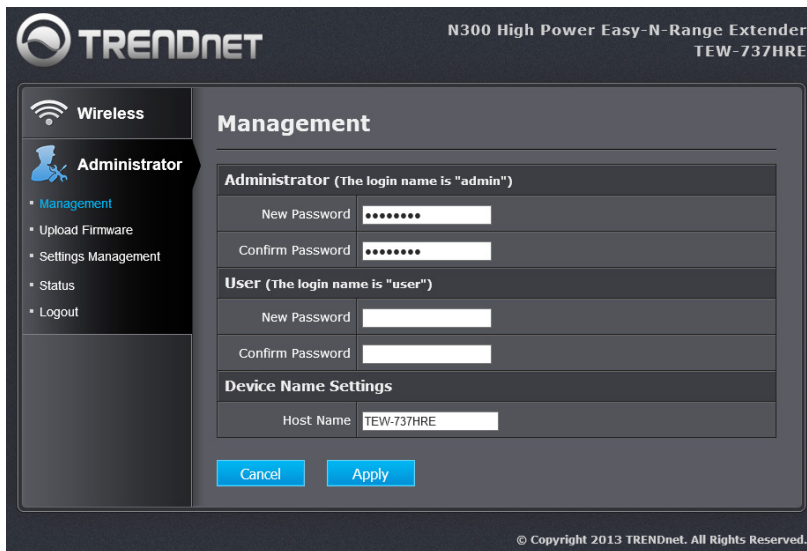 TRENDNET
N300 High Power Easy-N-Range Extender
TEW-737HRE
Wireless
Administrator
Management
Upload Firmware
Settings Management
Status
Logout
Management
Administrator (The login name is "admin")
New Password ••••••••
Confirm Password ••••••••
User (The login name is "user")
New Password
Confirm Password
Device Name Settings
Host Name TEW-737HRE
Cancel Apply
© Copyright 2013 TRENDnet. All Rights Reserved.